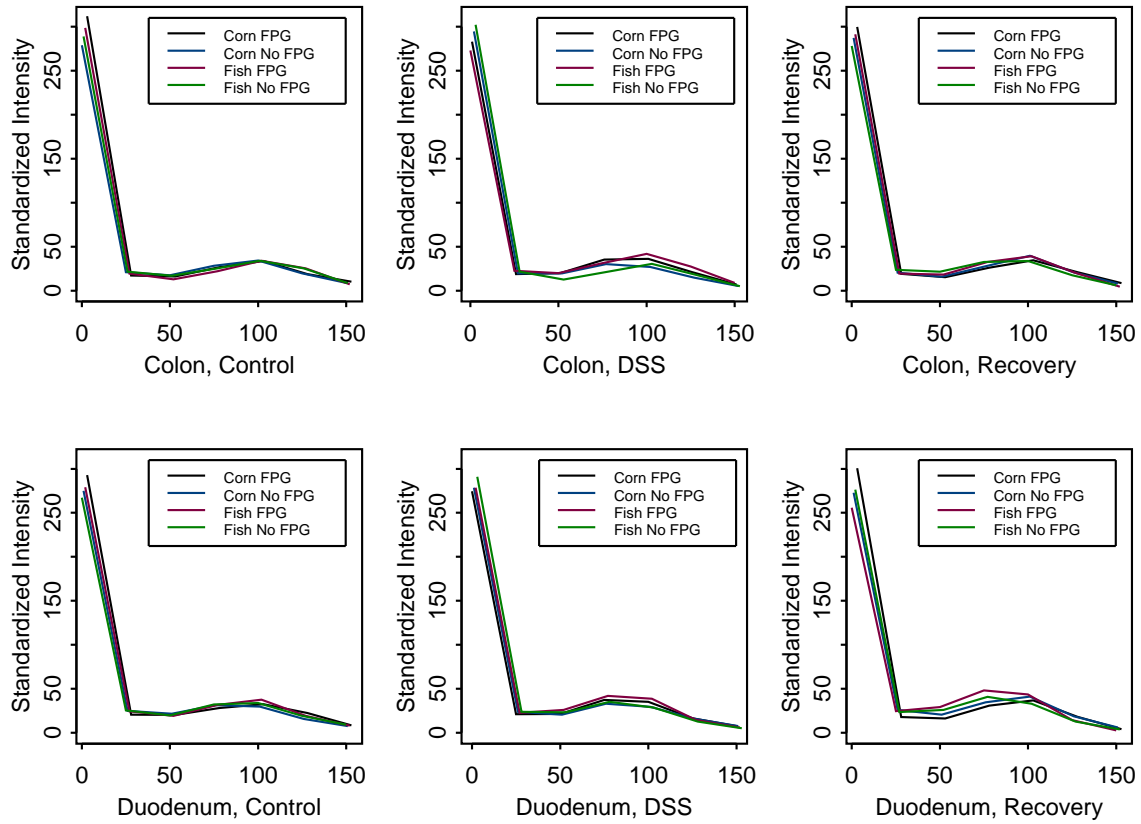 Corn FPG
Corn No FPG
Fish FPG
Fish No FPG
Standardized Intensity
0
50
150
250
0
50
100
150
Colon, Control
Corn FPG
Corn No FPG
Fish FPG
Fish No FPG
Standardized Intensity
0
50
150
250
0
50
100
150
Colon, DSS
Corn FPG
Corn No FPG
Fish FPG
Fish No FPG
Standardized Intensity
0
50
150
250
0
50
100
150
Colon, Recovery
Corn FPG
Corn No FPG
Fish FPG
Fish No FPG
Standardized Intensity
0
50
150
250
0
50
100
150
Duodenum, Control
Corn FPG
Corn No FPG
Fish FPG
Fish No FPG
Standardized Intensity
0
50
150
250
0
50
100
150
Duodenum, DSS
Corn FPG
Corn No FPG
Fish FPG
Fish No FPG
Standardized Intensity
0
50
150
250
0
50
100
150
Duodenum, Recovery